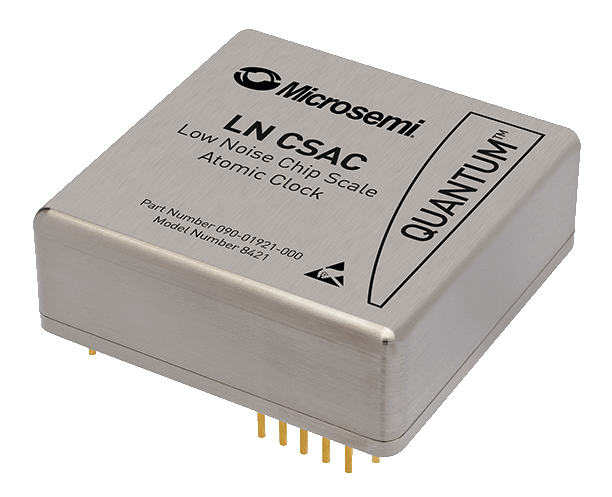 Microsemi.
LN CSAC
Low Noise Chip Scale
Atomic Clock
Part Number 090-01921-000
Model Number 8421
QUANTUM™